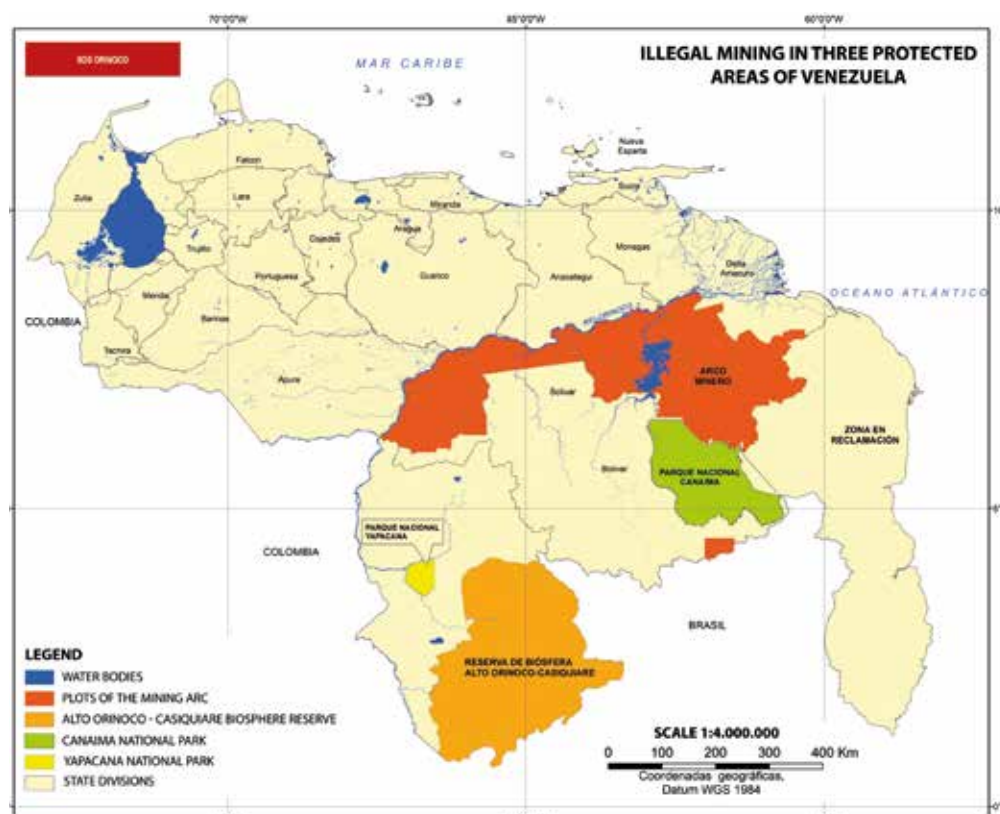 70°0'0"W
65°0'0"W
60°0'0"W
SOS ORINOCO
MAR CARIBE
ILLEGAL MINING IN THREE PROTECTED
AREAS OF VENEZUELA
Nueva
Esparta
Falcon
Sucre
Zulia
Lara
Miranda
Aragua
Monagas
Trujillo
Cojedes
Delta
Amacuro
Portuguesa
Guarico
Anzoategui
Merida
OCEANO ATLÁNTICO
COLOMBIA
Barinas
Tachira
Apure
ARCO
MINERO
Bolivar
ZONA EN
RECLAMACIÓN
Bolivar
PARQUE NACIONAL
CANAIMA
PARQUE NACIONAL
YAPACANA
COLOMBIA
BRASIL
RESERVA DE BIÓSFERA
ALTO ORINOCO-CASIQUIARE
LEGEND
WATER BODIES
PLOTS OF THE MINING ARC
ALTO ORINOCO - CASIQUIARE BIOSPHERE RESERVE
CANAIMA NATIONAL PARK
YAPACANA NATIONAL PARK
STATE DIVISIONS
SCALE 1:4.000.000
0 100 200 300 400 Km
Coordenadas geográficas,
Datum WGS 1984